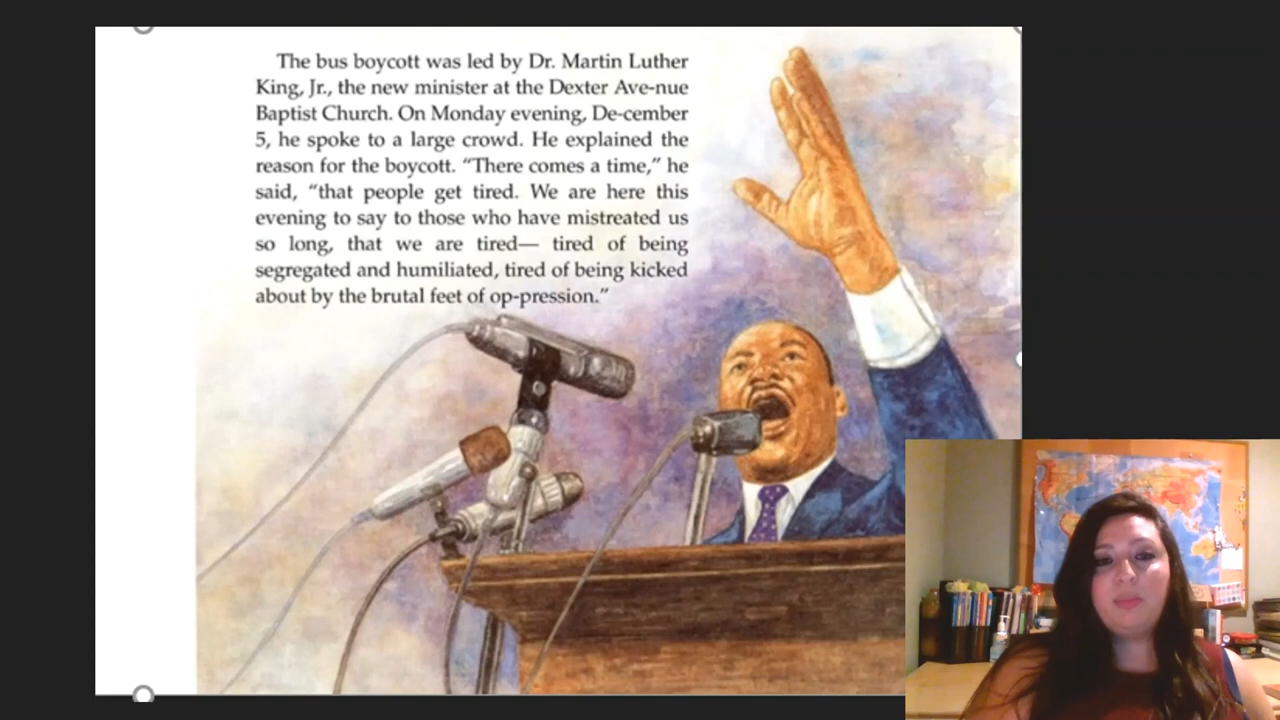 The bus boycott was led by Dr. Martin Luther
King, Jr., the new minister at the Dexter Ave-nue
Baptist Church. On Monday evening, De-cember
5, he spoke to a large crowd. He explained the
reason for the boycott. “There comes a time,” he
said, “that people get tired. We are here this
evening to say to those who have mistreated us
so long, that we are tired— tired of being
segregated and humiliated, tired of being kicked
about by the brutal feet of op-pression.”